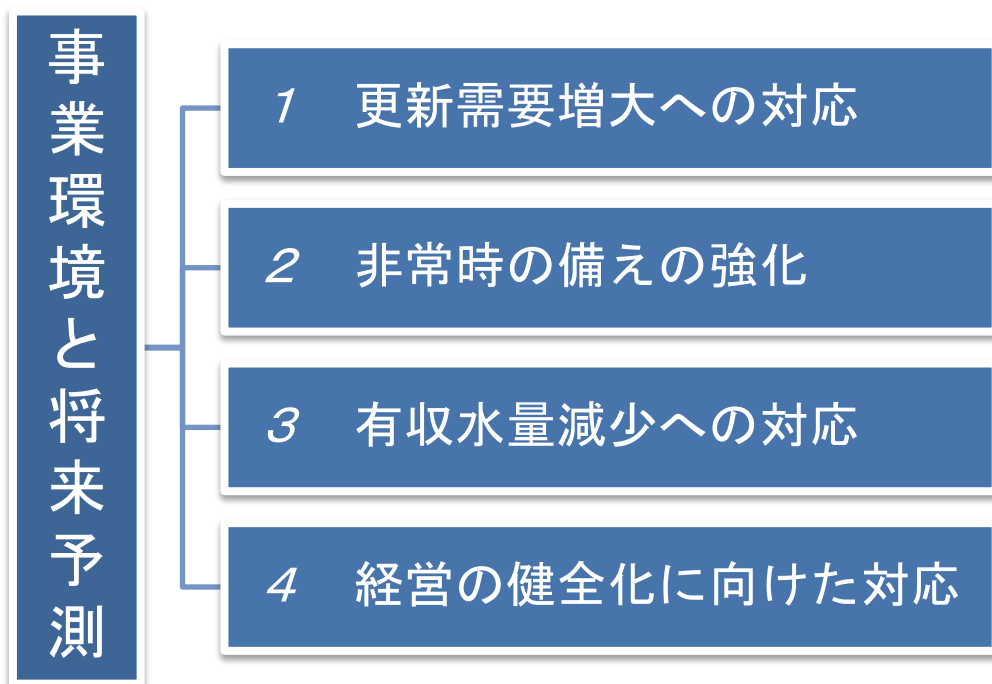 事業環境と将来予測
1 更新需要増大への対応
2 非常時の備えの強化
3 有収水量減少への対応
4 経営の健全化に向けた対応